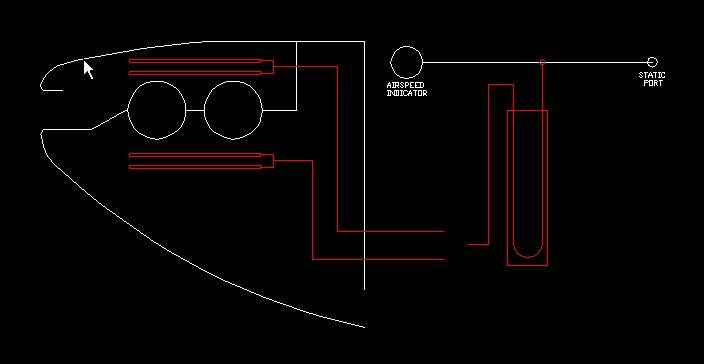 AIRSPEED
INDICATOR
STATIC
PORT